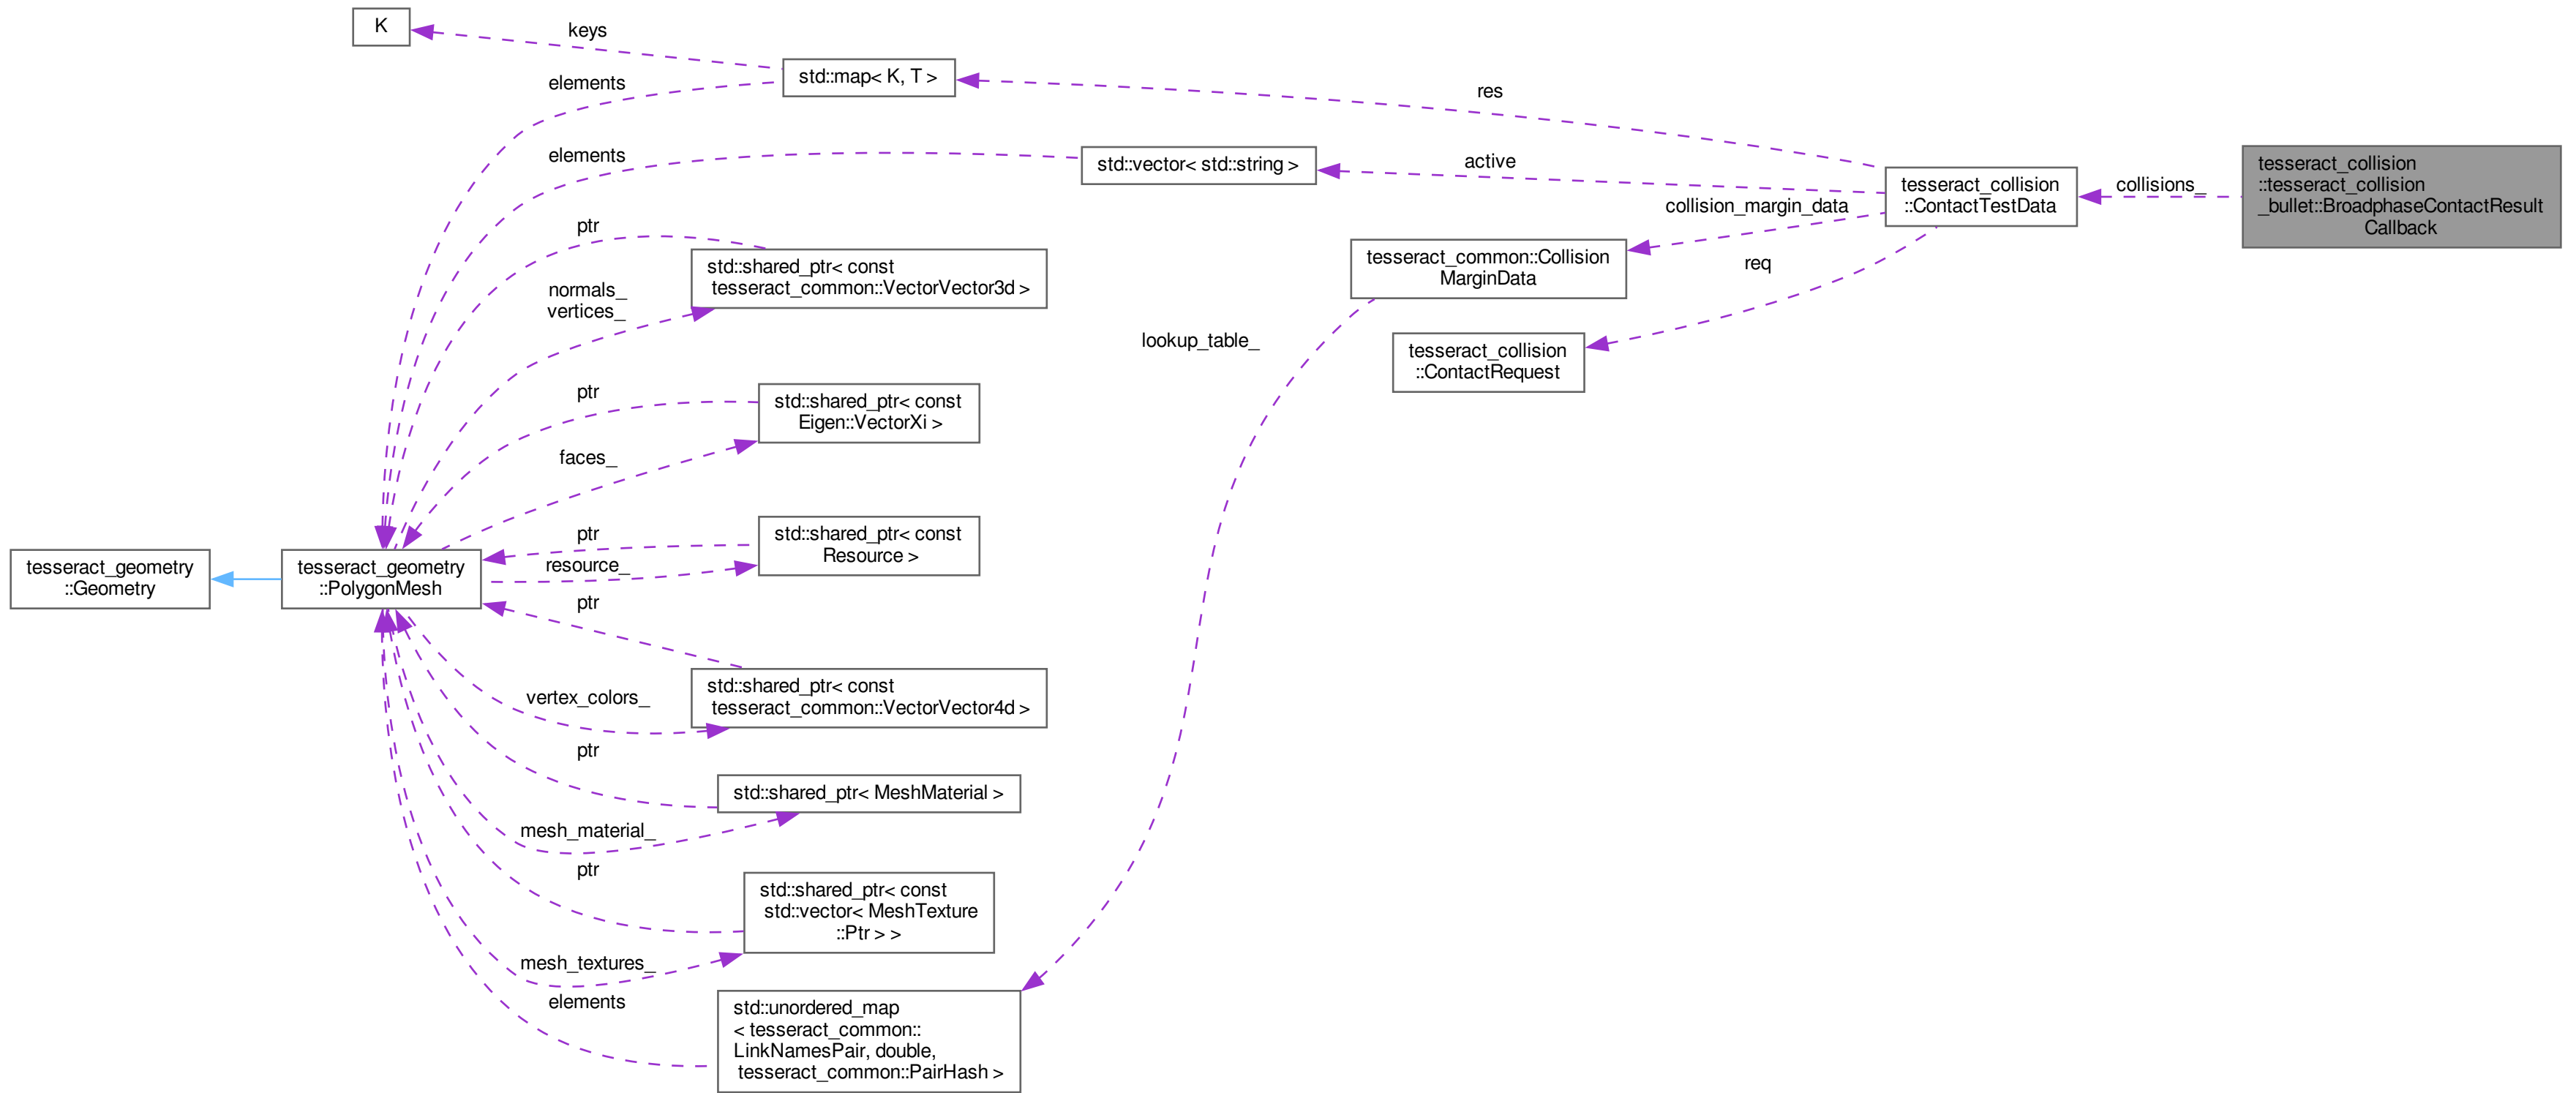 K
keys
std::map< K, T >
elements
res
elements
std::vector< std::string >
active
tesseract_collision
::tesseract_collision
_bullet::BroadphaseContactResult
Callback
collisions_
tesseract_collision
::ContactTestData
collision_margin_data
ptr
std::shared_ptr< const
tesseract_common::VectorVector3d >
tesseract_common::Collision
MarginData
req
normals_
vertices_
lookup_table_
tesseract_collision
::ContactRequest
ptr
std::shared_ptr< const
Eigen::VectorXi >
faces_
ptr
std::shared_ptr< const
Resource >
resource_
tesseract_geometry
::Geometry
tesseract_geometry
::PolygonMesh
ptr
std::shared_ptr< const
tesseract_common::VectorVector4d >
vertex_colors_
ptr
std::shared_ptr< MeshMaterial >
mesh_material_
ptr
std::shared_ptr< const
std::vector< MeshTexture
::Ptr > >
mesh_textures_
elements
std::unordered_map
< tesseract_common::
LinkNamesPair, double,
tesseract_common::PairHash >